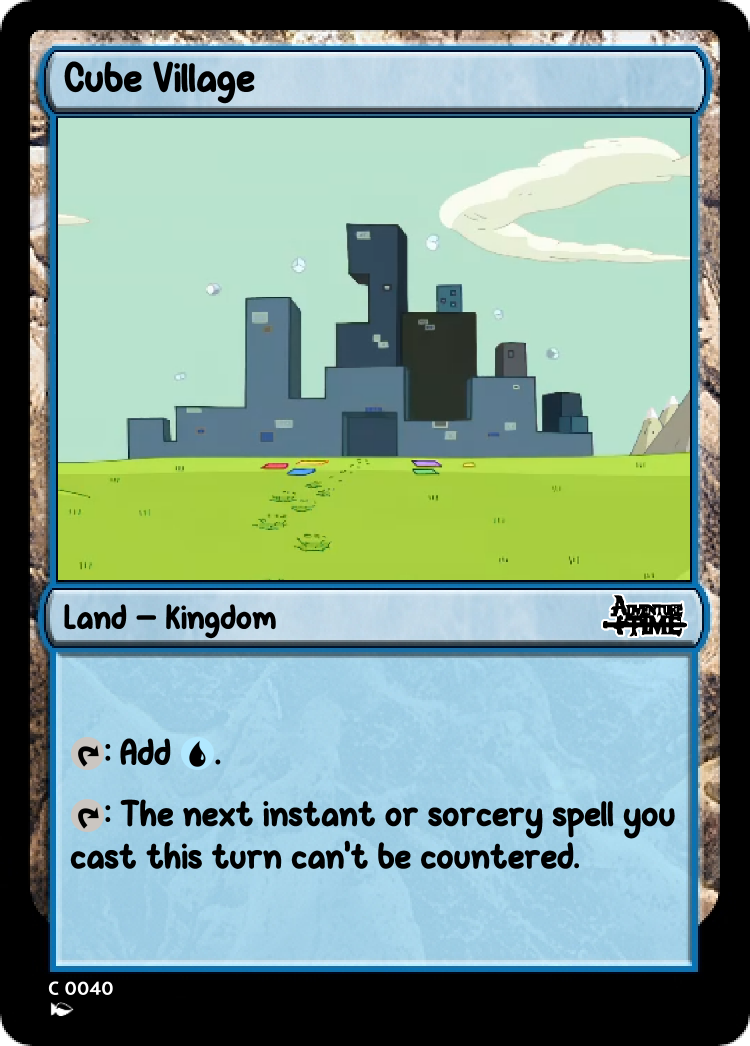 Cube Village
Land – Kingdom
ADVENTURE
TIME
: Add .
: The next instant or sorcery spell you
cast this turn can't be countered.
C 0040